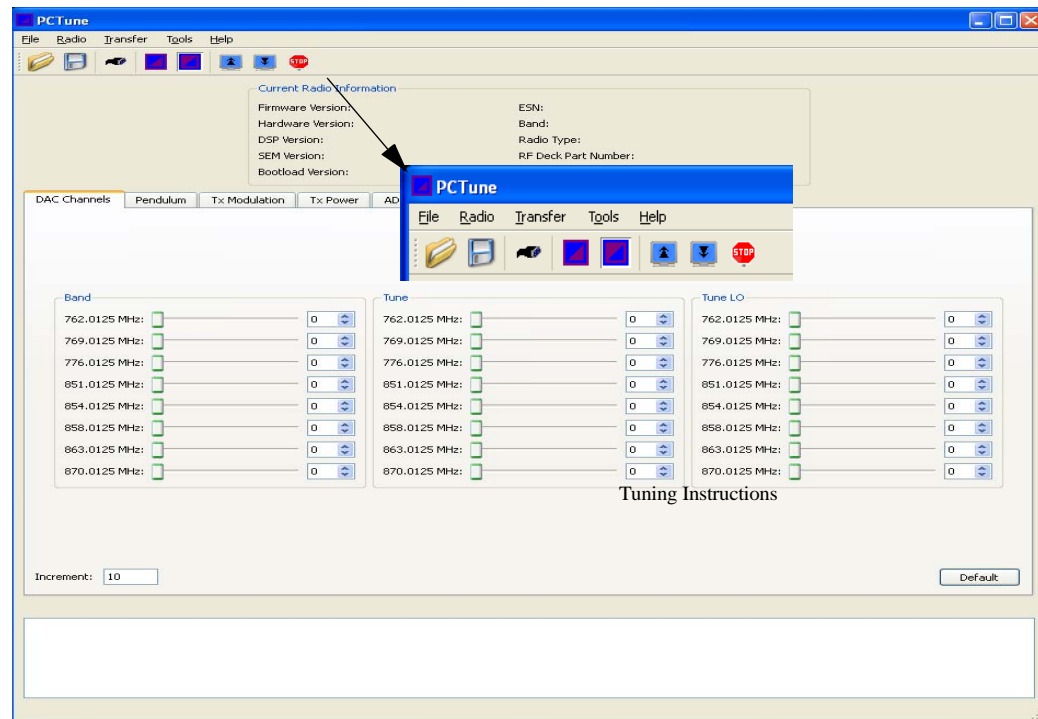 PCTune
File Radio Transfer Tools Help
STOP
Current Radio Information
Firmware Version: ESN:
Hardware Version: Band:
DSP Version: Radio Type:
SEM Version: RF Deck Part Number:
Bootload Version:
PCTune
File Radio Transfer Tools Help
STOP
DAC Channels Pendulum Tx Modulation Tx Power AD
Band Tune Tune LO
762.0125 MHz: 0 762.0125 MHz: 0 762.0125 MHz: 0
769.0125 MHz: 0 769.0125 MHz: 0 769.0125 MHz: 0
776.0125 MHz: 0 776.0125 MHz: 0 776.0125 MHz: 0
851.0125 MHz: 0 851.0125 MHz: 0 851.0125 MHz: 0
854.0125 MHz: 0 854.0125 MHz: 0 854.0125 MHz: 0
858.0125 MHz: 0 858.0125 MHz: 0 858.0125 MHz: 0
863.0125 MHz: 0 863.0125 MHz: 0 863.0125 MHz: 0
870.0125 MHz: 0 870.0125 MHz: 0 870.0125 MHz: 0
Tuning Instructions
Increment: 10 Default